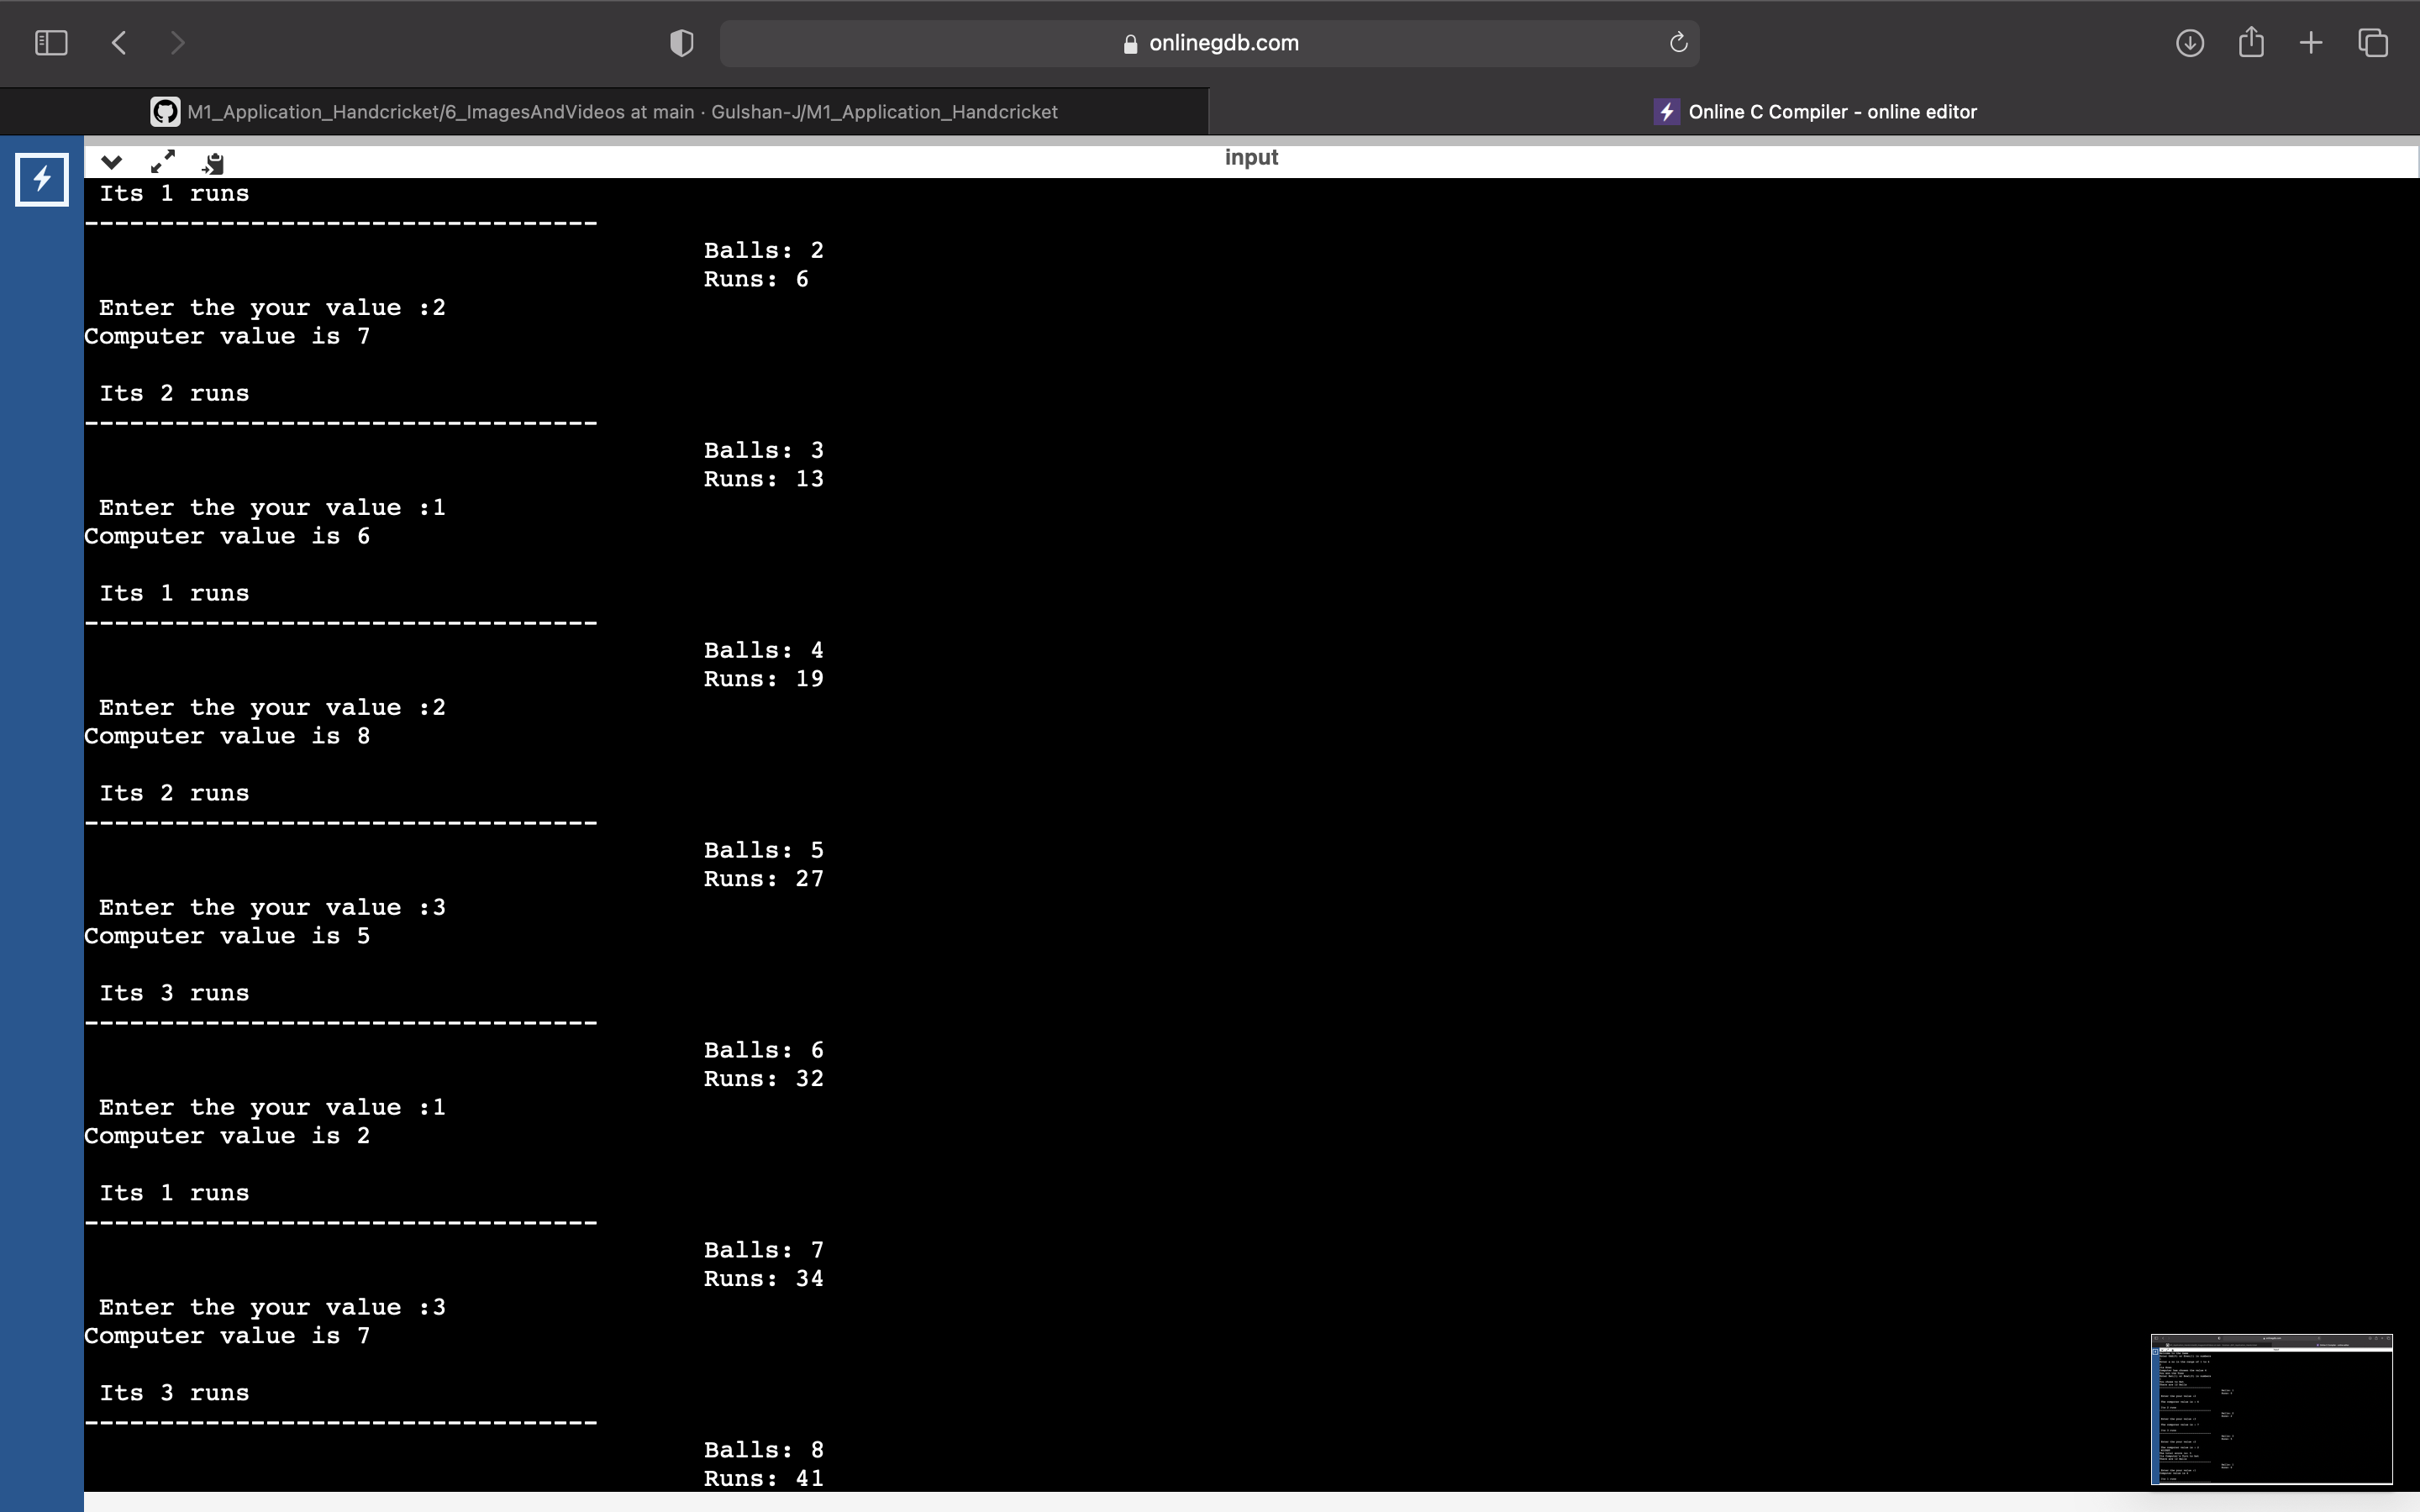 onlinegdb.com
M1_Application_Handcricket/6_ImagesAndVideos at main · Gulshan-J/M1_Application_Handcricket
Online C Compiler - online editor
input
Its 1 runs
----------------------------------
Balls: 2
Runs: 6
Enter the your value :2
Computer value is 7
Its 2 runs
----------------------------------
Balls: 3
Runs: 13
Enter the your value :1
Computer value is 6
Its 1 runs
----------------------------------
Balls: 4
Runs: 19
Enter the your value :2
Computer value is 8
Its 2 runs
----------------------------------
Balls: 5
Runs: 27
Enter the your value :3
Computer value is 5
Its 3 runs
----------------------------------
Balls: 6
Runs: 32
Enter the your value :1
Computer value is 2
Its 1 runs
----------------------------------
Balls: 7
Runs: 34
Enter the your value :3
Computer value is 7
Its 3 runs
----------------------------------
Balls: 8
Runs: 41